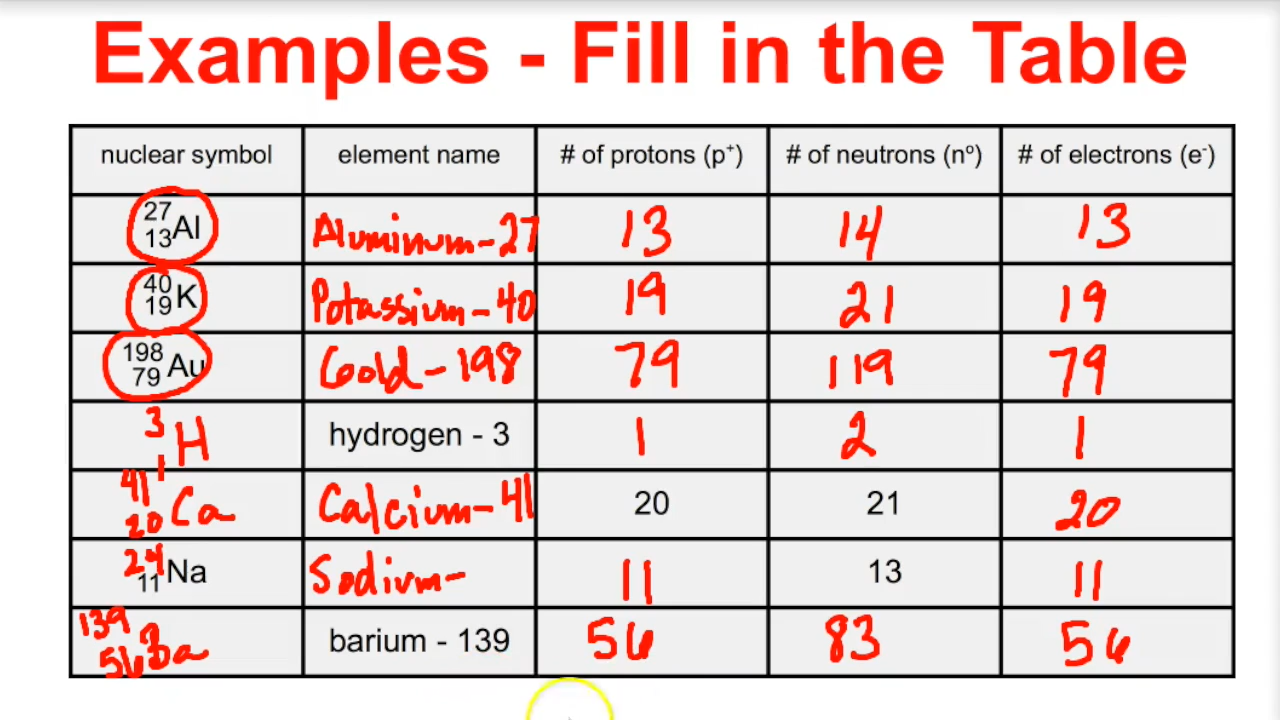 Examples - Fill in the Table
nuclear symbol element name # of protons (p⁺) # of neutrons (nº) # of electrons (e⁻)
27 13 Al Aluminum-27 13 14 13
40 19 K Potassium-40 19 21 19
198 79 Au Gold-198 79 119 79
3 1 H hydrogen - 3 1 2 1
41 20 Ca Calcium-41 20 21 20
24 11 Na Sodium- 11 13 11
139 56 Ba barium - 139 56 83 56